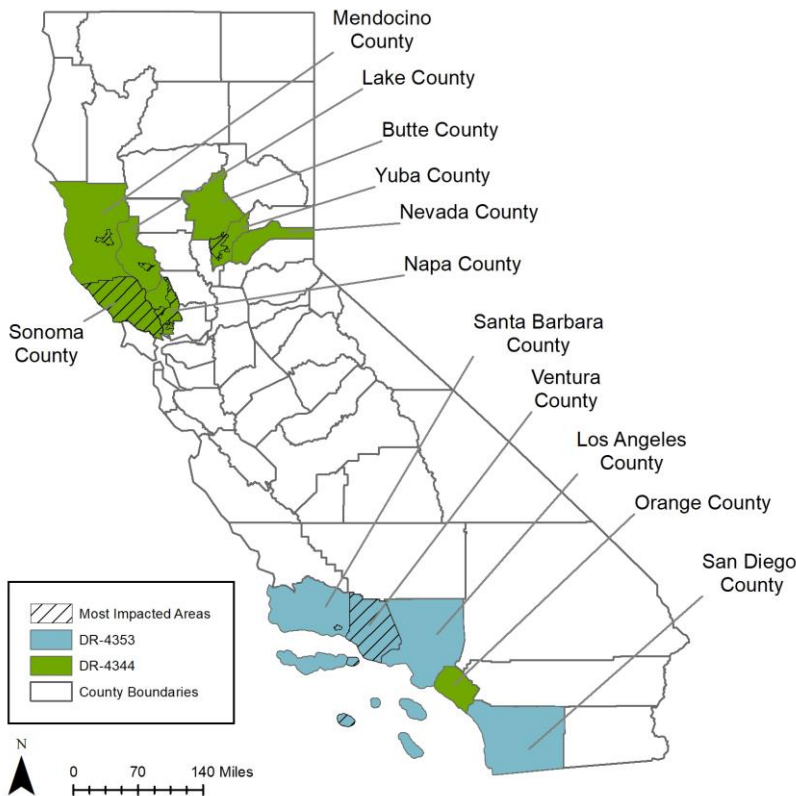 Mendocino
County
Lake County
Butte County
Yuba County
Nevada County
Napa County
Sonoma
County
Santa Barbara
County
Ventura
County
Los Angeles
County
Orange County
San Diego
County
Most Impacted Areas
DR-4353
DR-4344
County Boundaries
N
0 70 140 Miles